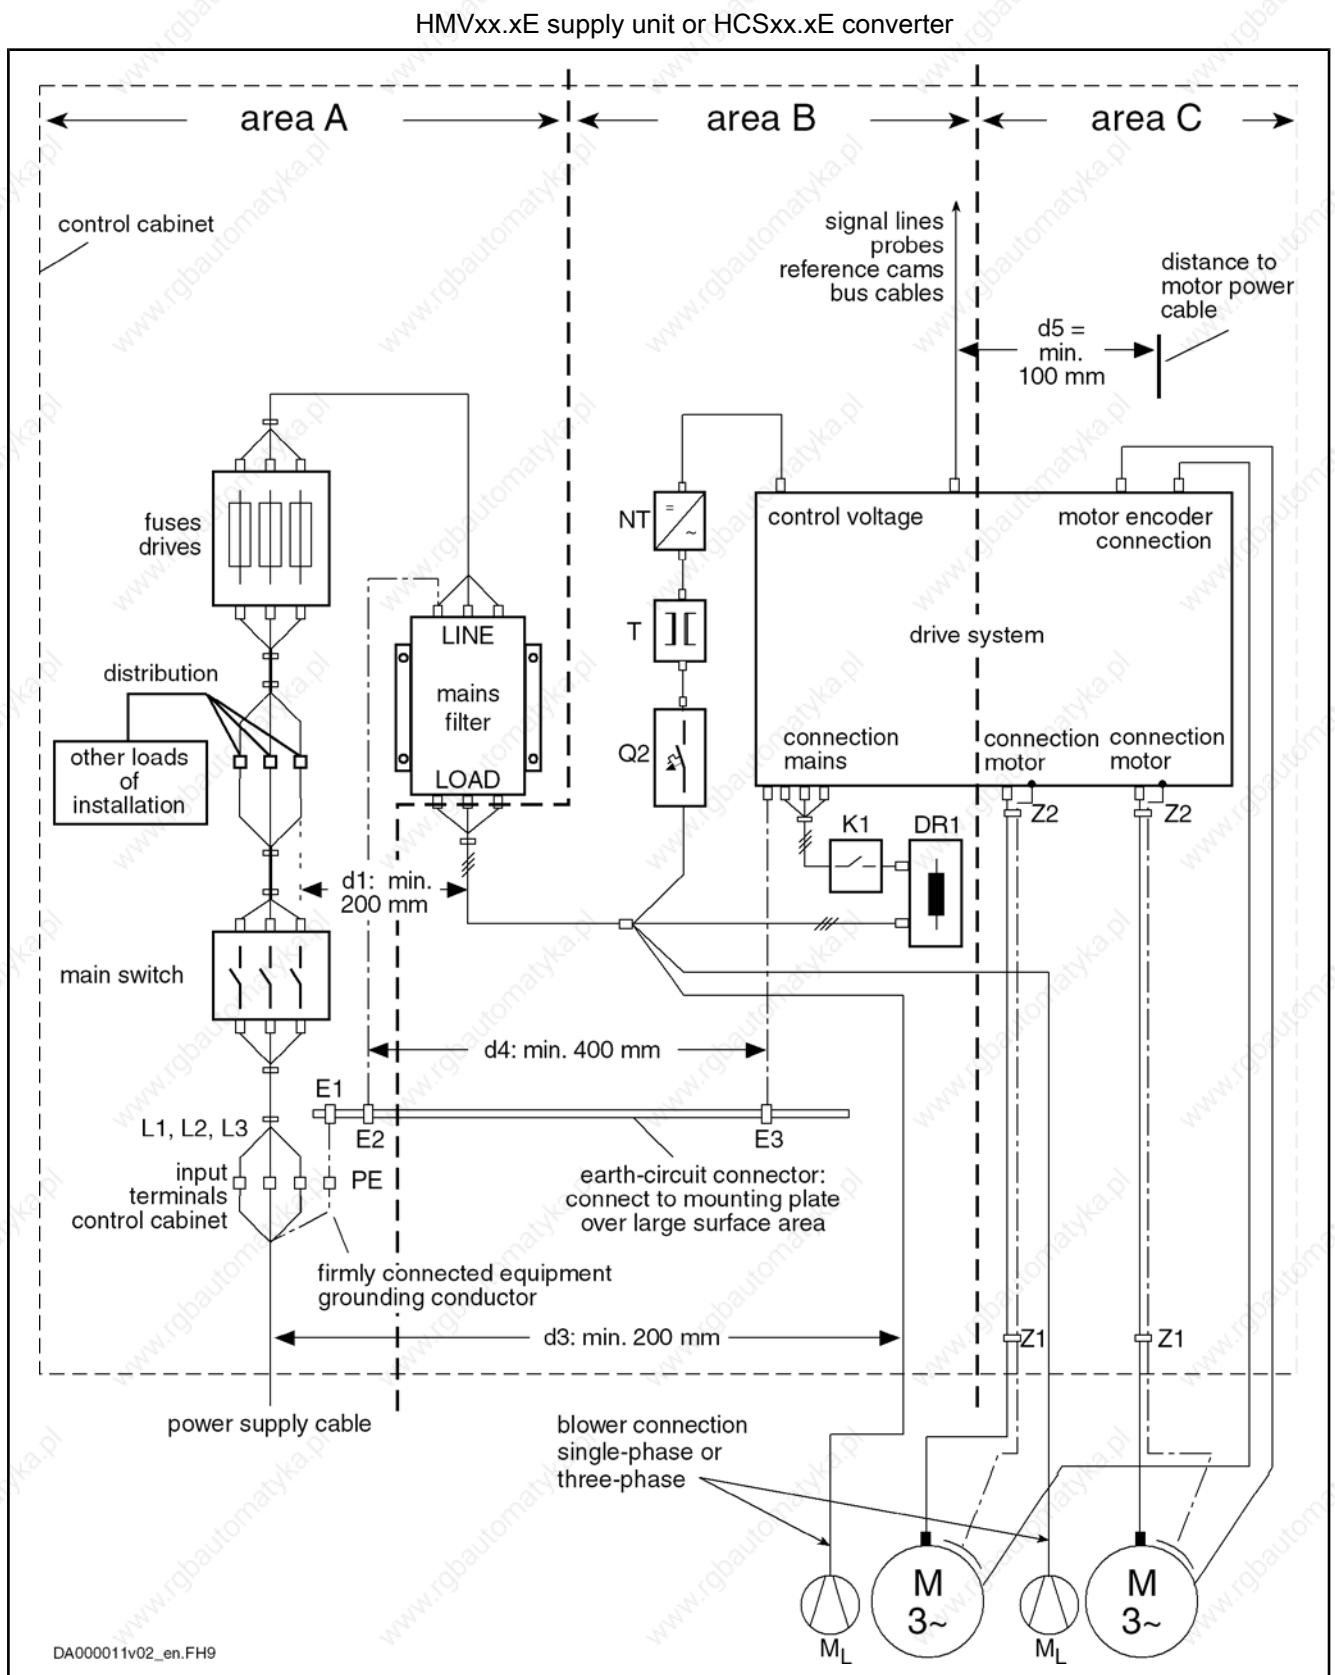 HMVxx.xE supply unit or HCSxx.xE converter
area A
area B
area C
control cabinet
signal lines
probes
reference cams
bus cables
distance to
motor power
cable
d5 =
min.
100 mm
fuses
drives
NT
control voltage
motor encoder
connection
LINE
T
drive system
distribution
mains
filter
Q2
connection
mains
connection
motor
connection
motor
other loads
of
installation
LOAD
Z2
Z2
K1
DR1
d1: min.
200 mm
main switch
d4: min. 400 mm
E1
L1, L2, L3
E2
E3
input
terminals
control cabinet
PE
earth-circuit connector:
connect to mounting plate
over large surface area
firmly connected equipment
grounding conductor
d3: min. 200 mm
Z1
Z1
power supply cable
blower connection
single-phase or
three-phase
M
3~
M
3~
ML
ML
DA000011v02_en.FH9
www.rgbautomatyka.pl